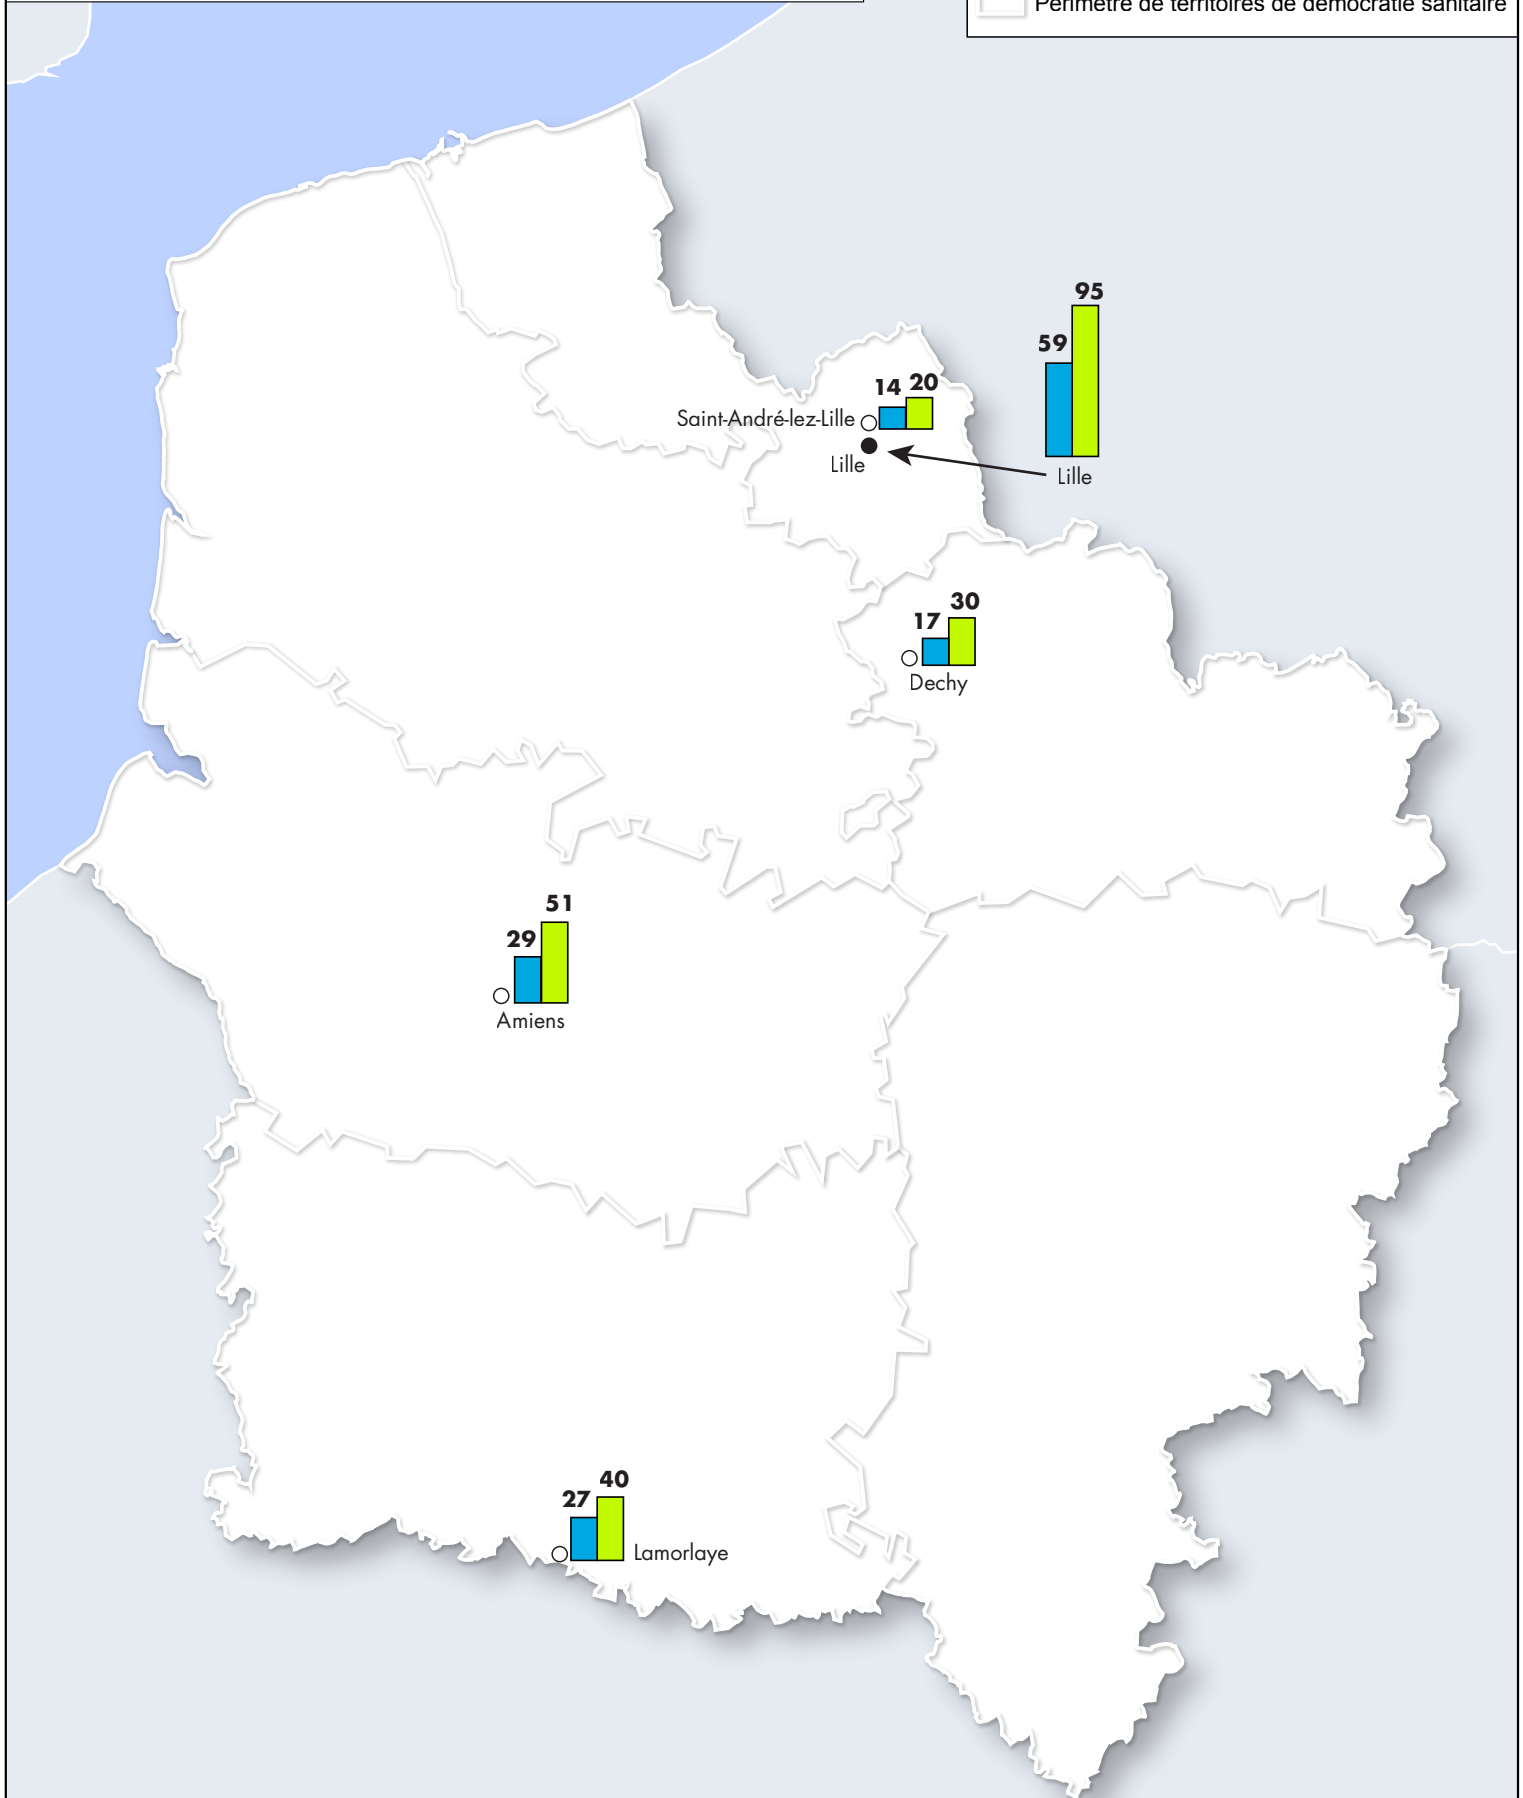 Périmètre de territoires de démocratie sanitaire
95
59
14 20
Saint-André-lez-Lille
Lille
Lille
30
17
Dechy
51
29
Amiens
40
27
Lamorlaye